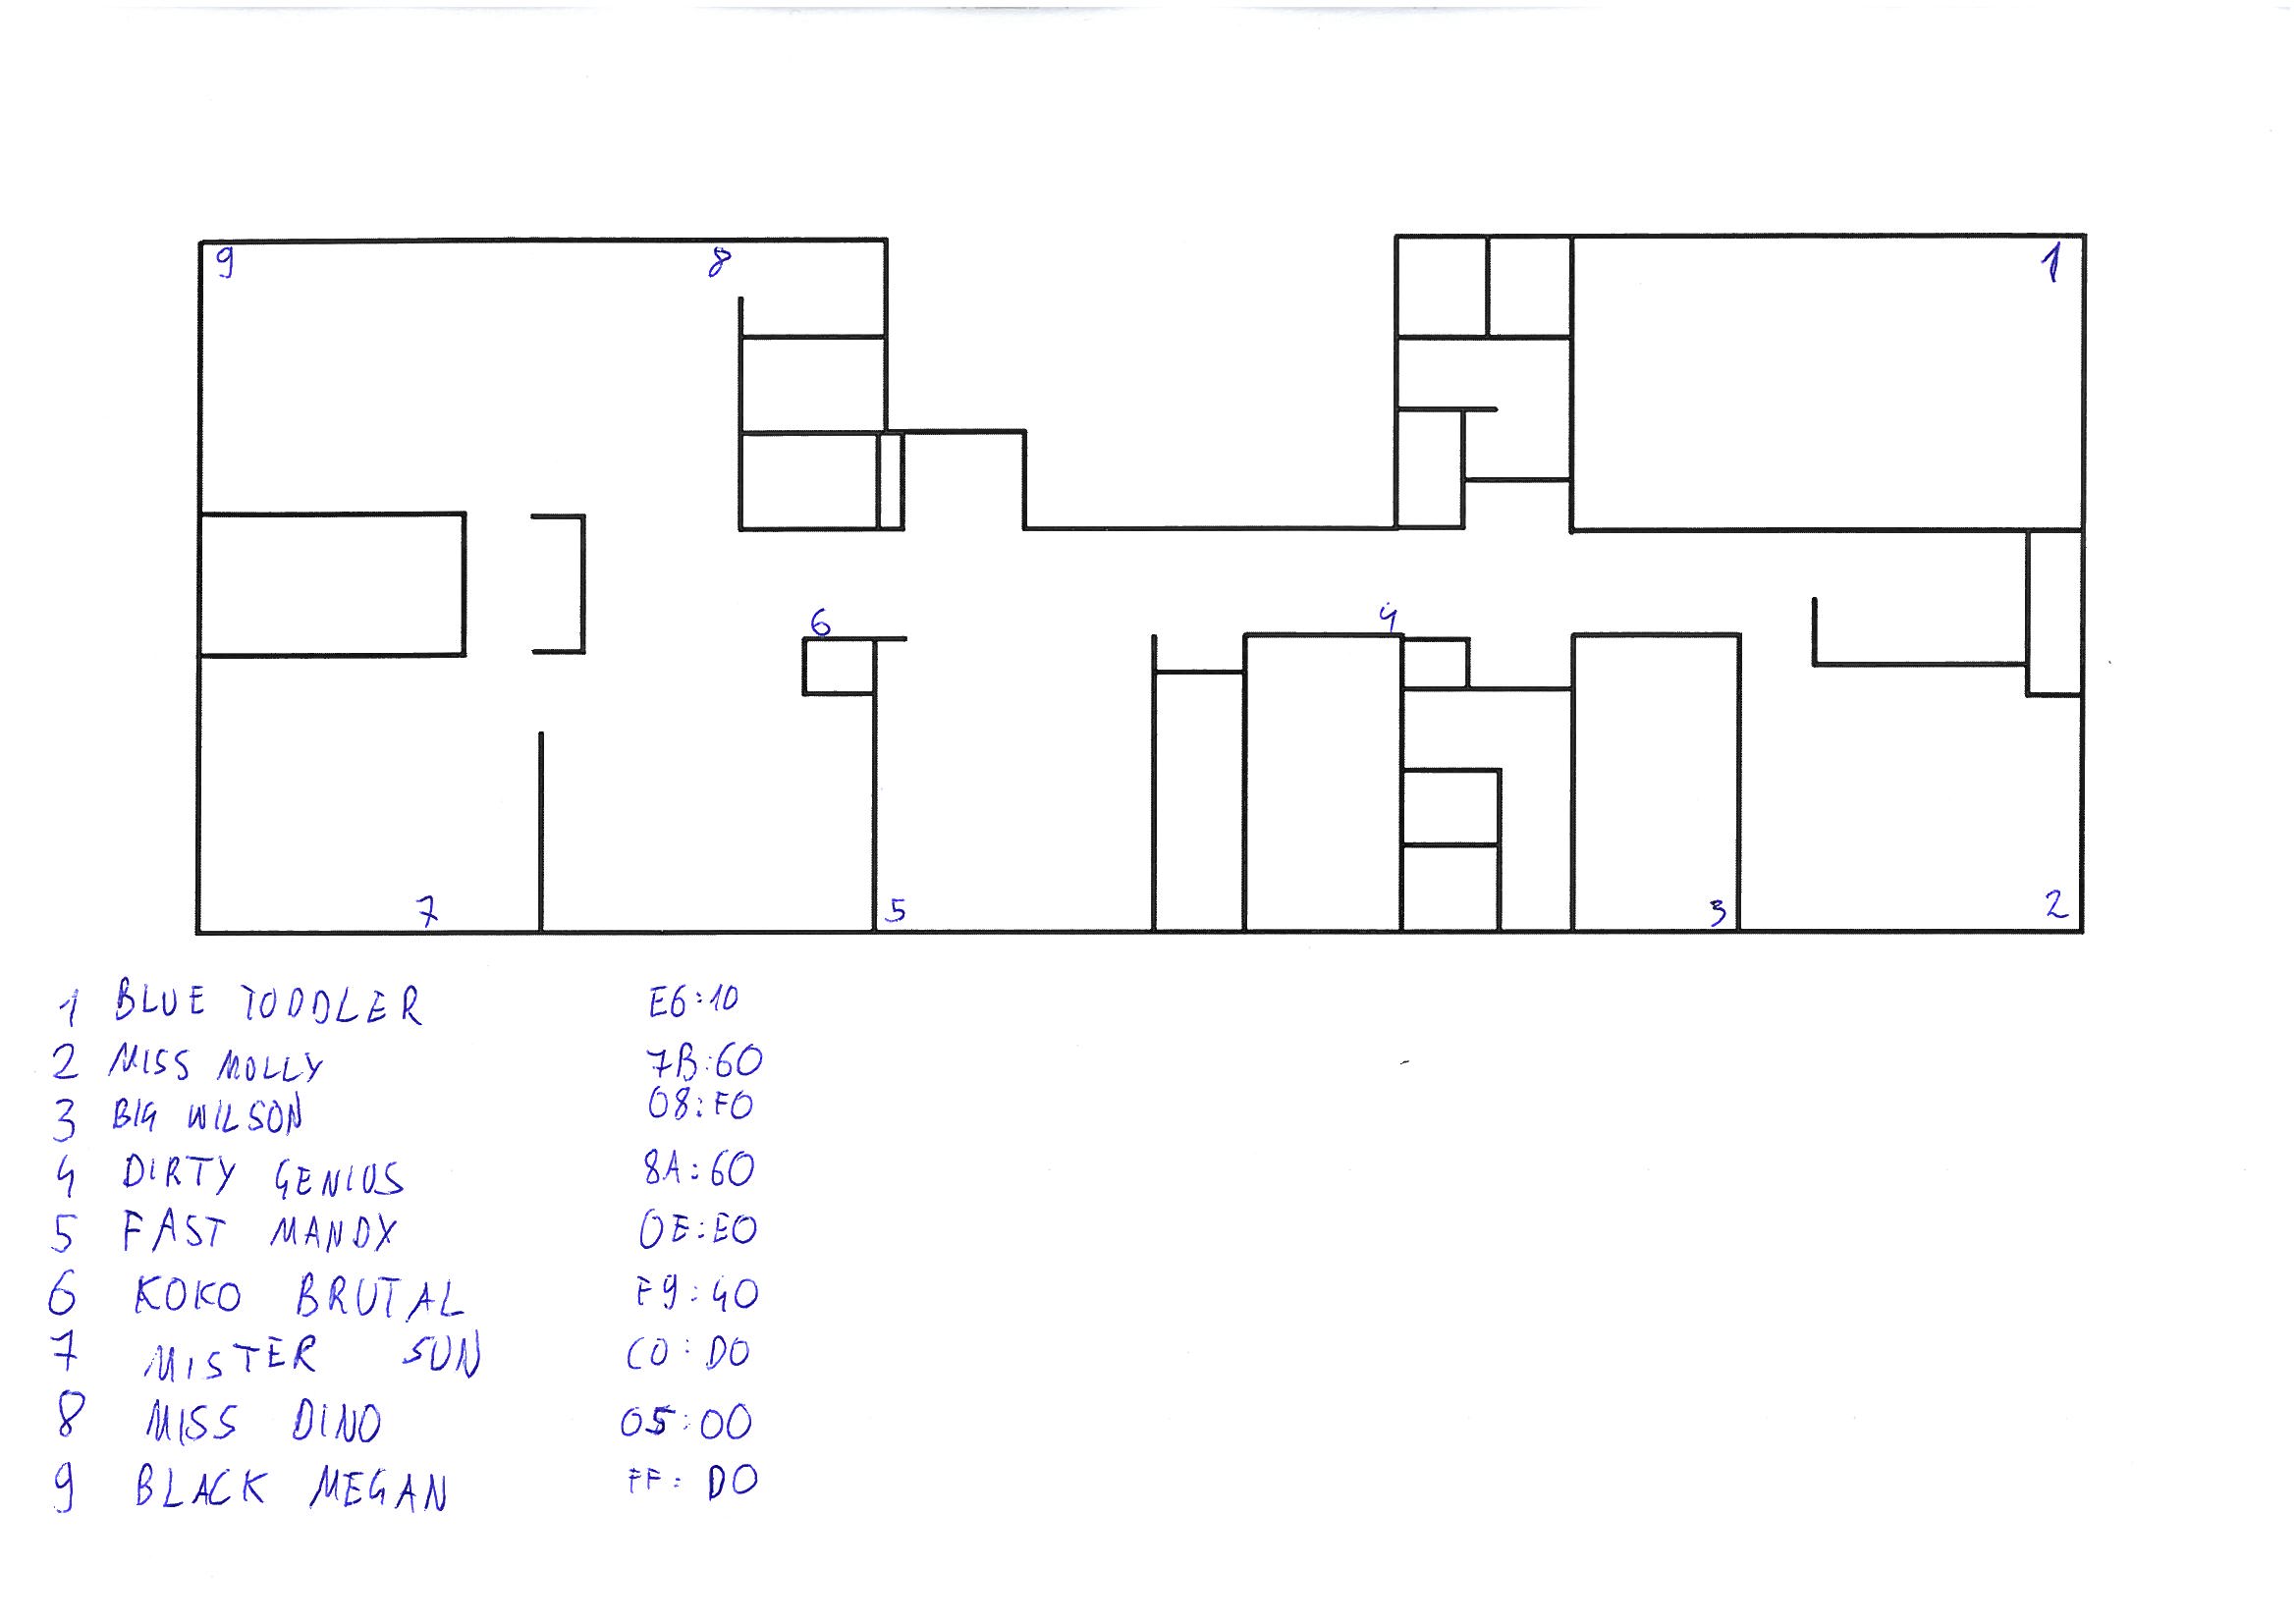 9 8 1
6 4
7 5 3 2
1 BLUE TODDLER E6:10
2 MISS MOLLY 7B:60
3 BIG WILSON 08:F0
4 DIRTY GENIUS 8A:60
5 FAST MANDY 0E:E0
6 KOKO BRUTAL F9:40
7 MISTER SUN C0:D0
8 MISS DINO 05:00
9 BLACK MEGAN FF:D0